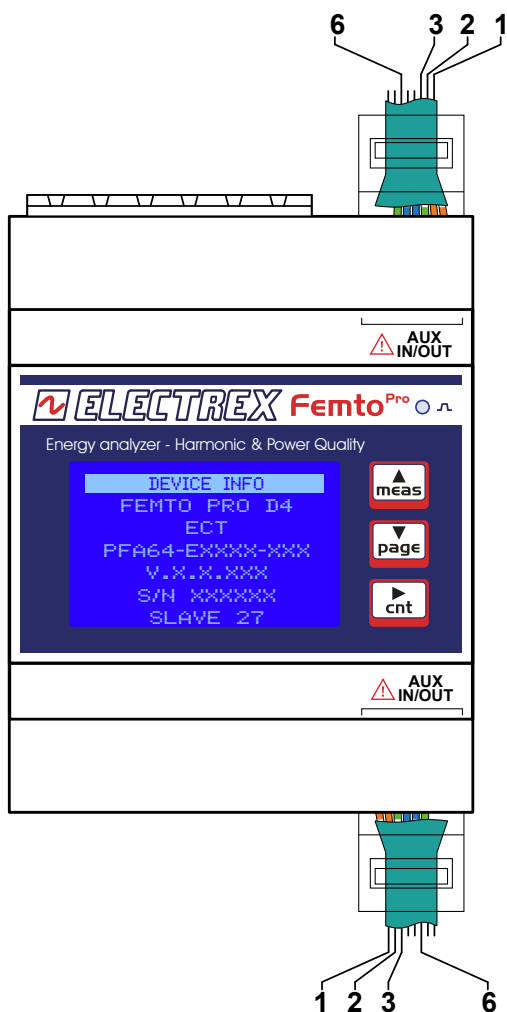 6 3 2 1
AUX
IN/OUT
ELECTREX Femto Pro
Energy analyzer - Harmonic & Power Quality
DEVICE INFO
FEMTO PRO D4
ECT
PFA64-EXXXX-XXX
V.X.X.XXX
S/N XXXXXX
SLAVE 27
meas
page
cnt
AUX
IN/OUT
1 2 3 6